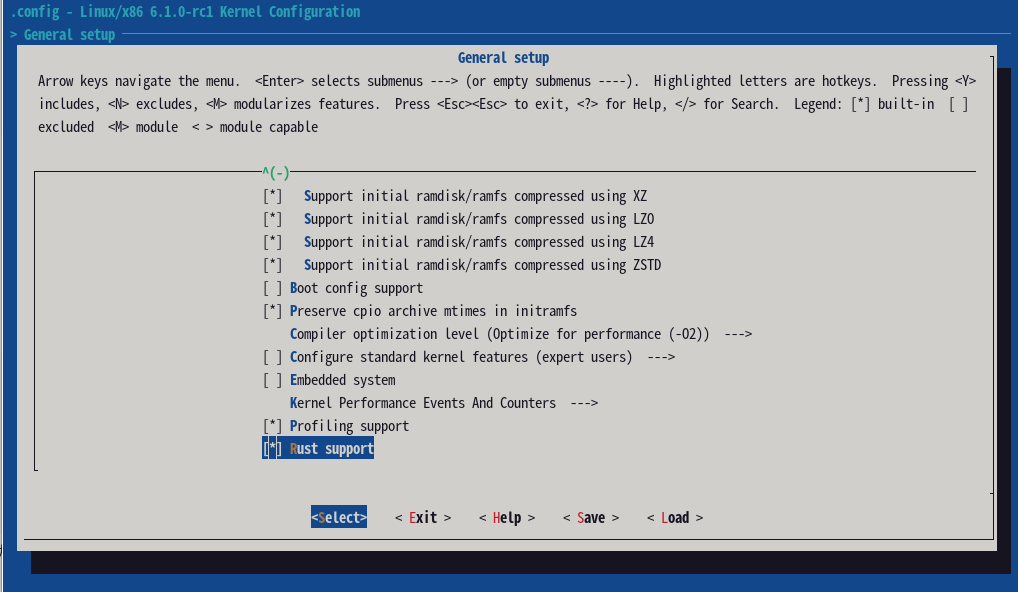 .config - Linux/x86 6.1.0-rc1 Kernel Configuration
> General setup
General setup
Arrow keys navigate the menu.  <Enter> selects submenus ---> (or empty submenus ----).  Highlighted letters are hotkeys.  Pressing <Y>
includes, <N> excludes, <M> modularizes features.  Press <Esc><Esc> to exit, <?> for Help, </> for Search.  Legend: [*] built-in  [ ]
excluded  <M> module  < > module capable
^(-)
[*]   Support initial ramdisk/ramfs compressed using XZ
[*]   Support initial ramdisk/ramfs compressed using LZO
[*]   Support initial ramdisk/ramfs compressed using LZ4
[*]   Support initial ramdisk/ramfs compressed using ZSTD
[ ] Boot config support
[*] Preserve cpio archive mtimes in initramfs
Compiler optimization level (Optimize for performance (-O2))  --->
[ ] Configure standard kernel features (expert users)  --->
[ ] Embedded system
Kernel Performance Events And Counters  --->
[*] Profiling support
[*] Rust support
<Select>    < Exit >    < Help >    < Save >    < Load >